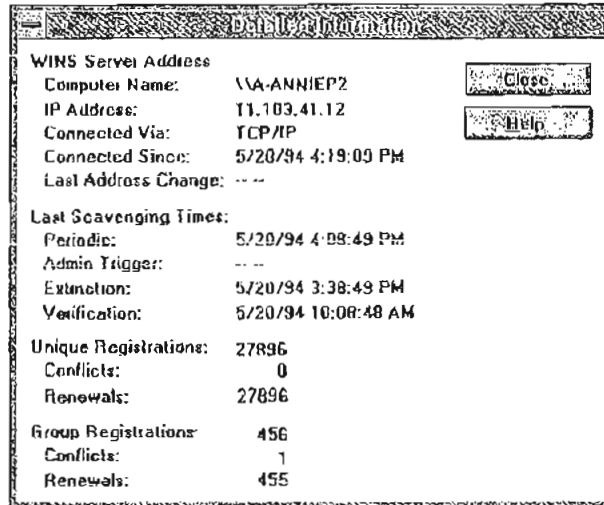 Detailed Information
WINS Server Address
Computer Name: \\A-ANNIEP2
Close
IP Address: 11.103.41.12
Help
Connected Via: TCP/IP
Connected Since: 5/20/94 4:19:09 PM
Last Address Change: -- --
Last Scavenging Times:
Periodic: 5/20/94 4:08:49 PM
Admin Trigger: -- --
Extinction: 5/20/94 3:38:49 PM
Verification: 5/20/94 10:08:48 AM
Unique Registrations: 27896
Conflicts: 0
Renewals: 27896
Group Registrations: 456
Conflicts: 1
Renewals: 455